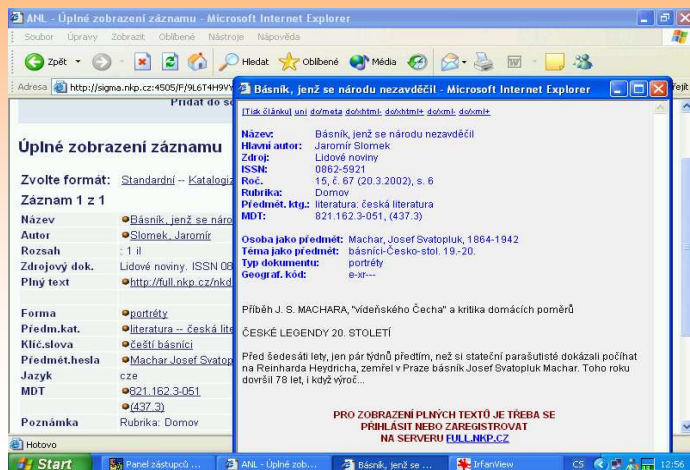 ANL - Úplné zobrazení záznamu - Microsoft Internet Explorer
Soubor Úpravy Zobrazit Oblíbené Nástroje Nápověda
Zpět Hledat Oblíbené Média
Adresa http://sigma.nkp.cz:4505/F/9L6T4H9VY
Přidat do
Úplné zobrazení záznamu
Zvolte formát: Standardní -- Katalogiz
Záznam 1 z 1
Název Básník, jenž se náro
Autor Slomek, Jaromír
Rozsah : 1 il
Zdrojový dok. Lidové noviny. ISSN 08
Plný text http://full.nkp.cz/nkd
Forma portréty
Předm.kat. literatura -- česká lite
Klíč.slova čeští básníci
Předmět.hesla Machar Josef Svatop
Jazyk cze
MDT 821.162.3-051
(437.3)
Poznámka Rubrika: Domov
Hotovo
Básník, jenž se národu nezavděčil - Microsoft Internet Explorer
[Tisk článku] uni do/meta do/xhtml- do/xhtml+ do/xml- do/xml+
Název: Básník, jenž se národu nezavděčil
Hlavní autor: Jaromír Slomek
Zdroj: Lidové noviny
ISSN: 0862-5921
Roč. 15, č. 67 (20.3.2002), s. 6
Rubrika: Domov
Předmět. ktg.: literatura: česká literatura
MDT: 821.162.3-051, (437.3)
Osoba jako předmět: Machar, Josef Svatopluk, 1864-1942
Téma jako předmět: básníci-Česko-stol. 19.-20.
Typ dokumentu: portréty
Geograf. kód: e-xr---
Příběh J. S. MACHARA, "vídeňského Čecha" a kritika domácích poměrů
ČESKÉ LEGENDY 20. STOLETÍ
Před šedesáti lety, jen pár týdnů předtím, než si stateční parašutisté dokázali počíhat
na Reinharda Heydricha, zemřel v Praze básník Josef Svatopluk Machar. Toho roku
dovršil 78 let, i když výroč...
PRO ZOBRAZENÍ PLNÝCH TEXTŮ JE TŘEBA SE
PŘIHLÁSIT NEBO ZAREGISTROVAT
NA SERVERU FULL.NKP.CZ
Start Panel zástupců ... ANL - Úplné zob... Básník, jenž se ... IrfanView CS 12:56